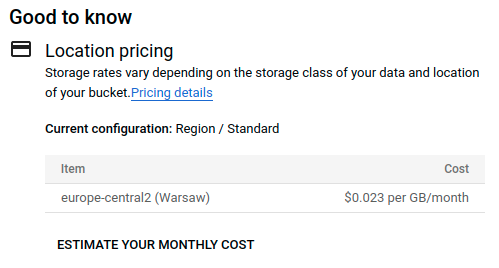 Good to know
Location pricing
Storage rates vary depending on the storage class of your data and location
of your bucket.Pricing details
Current configuration: Region / Standard
Item Cost
europe-central2 (Warsaw) $0.023 per GB/month
ESTIMATE YOUR MONTHLY COST